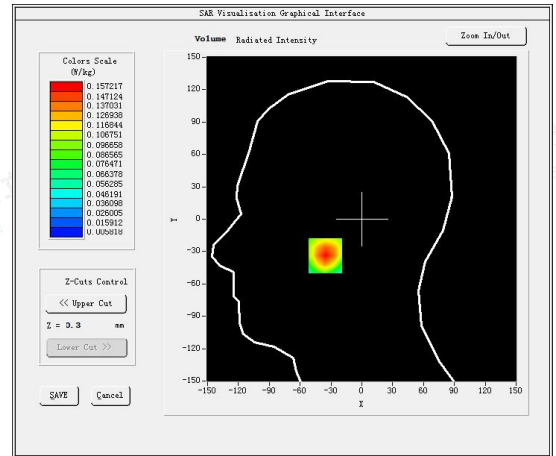 SAR Visualisation Graphical Interface
Volume Radiated Intensity
Zoom In/Out
Colors Scale
(W/kg)
0.157217
0.147124
0.137031
0.126938
0.116844
0.106751
0.096658
0.086565
0.076471
0.066378
0.056285
0.046191
0.036098
0.026005
0.015912
0.005818
Z-Cuts Control
<< Upper Cut
Z = 0.3 mm
Lower Cut >>
SAVE Cancel
150
120
90
60
30
0
-30
-60
-90
-120
-150
Y
-150 -120 -90 -60 -30 0 30 60 90 120 150
X